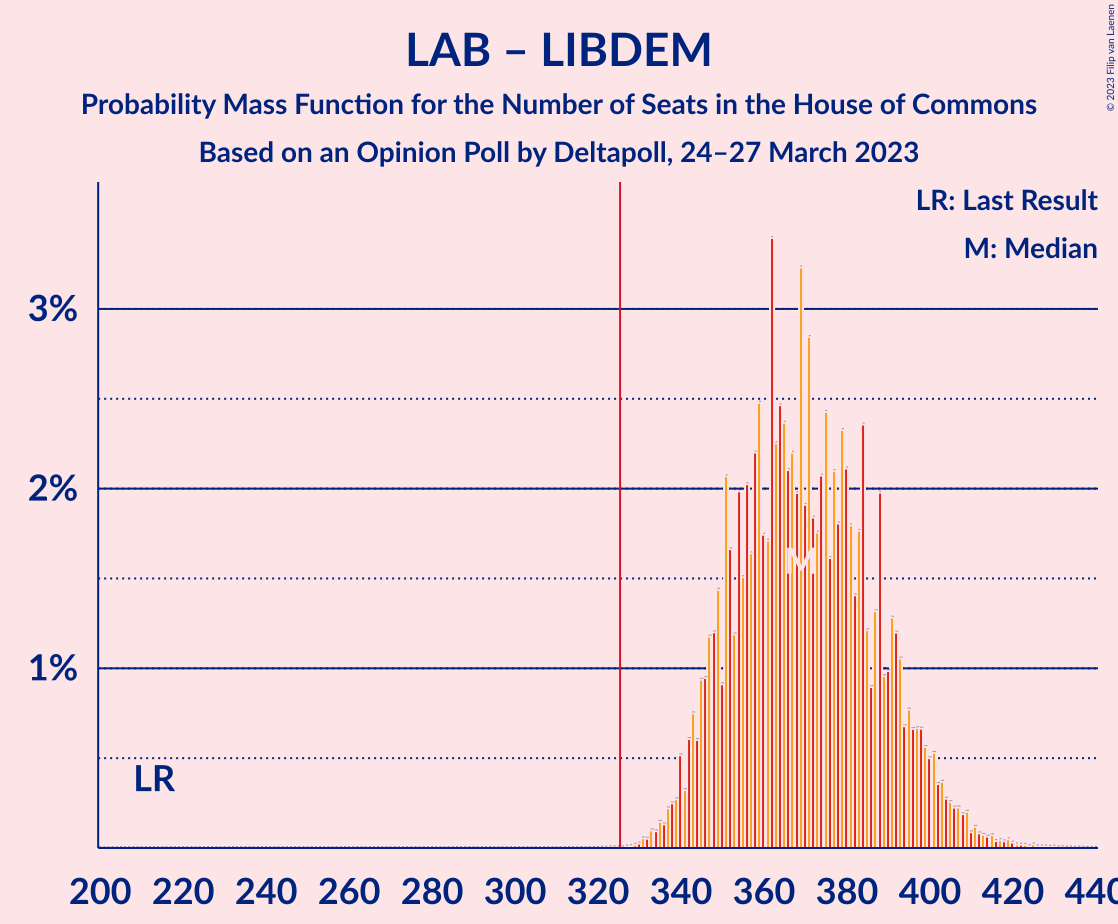 LAB – LIBDEM
Probability Mass Function for the Number of Seats in the House of Commons
Based on an Opinion Poll by Deltapoll, 24–27 March 2023
© 2023 Filip van Laenen
LR: Last Result
M: Median
3%
2%
1%
M
LR
200 220 240 260 280 300 320 340 360 380 400 420 440